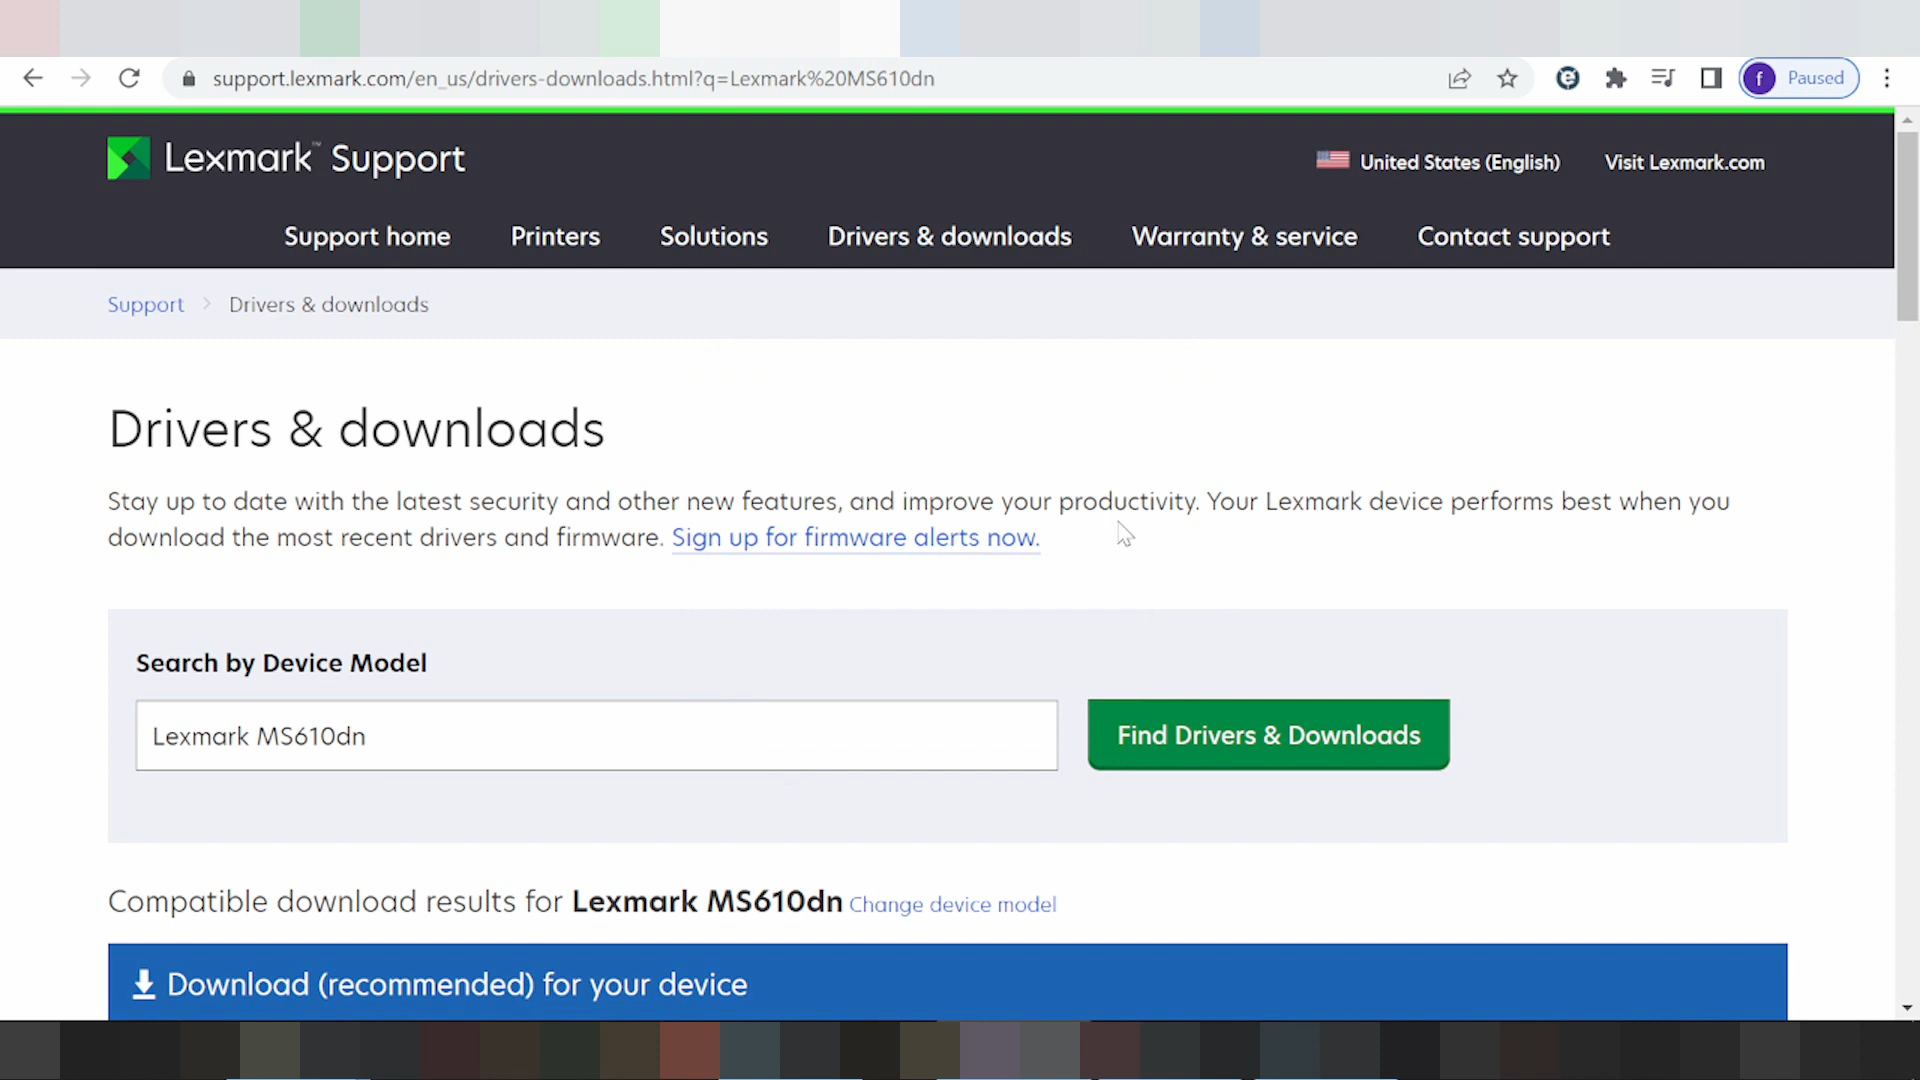 support.lexmark.com/en_us/drivers-downloads.html?q=Lexmark%20MS610dn
f Paused
Lexmark™ Support
United States (English) Visit Lexmark.com
Support home Printers Solutions Drivers & downloads Warranty & service Contact support
Support > Drivers & downloads
Drivers & downloads
Stay up to date with the latest security and other new features, and improve your productivity. Your Lexmark device performs best when you
download the most recent drivers and firmware. Sign up for firmware alerts now.
Search by Device Model
Lexmark MS610dn
Find Drivers & Downloads
Compatible download results for Lexmark MS610dn Change device model
Download (recommended) for your device